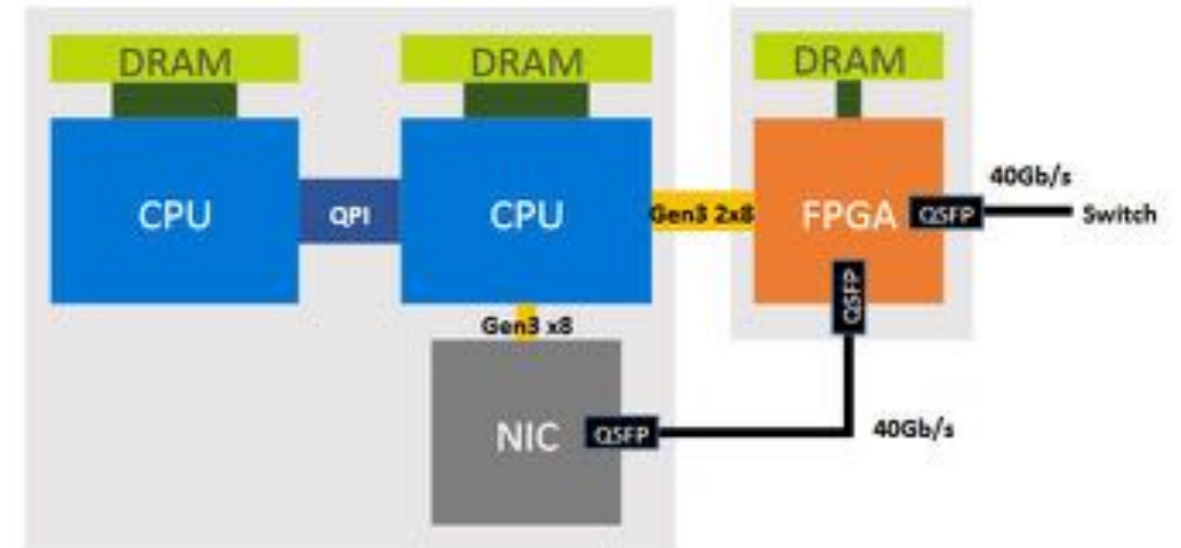 DRAM
DRAM
DRAM
CPU
QPI
CPU
Gen3 2x8
FPGA
QSFP
40Gb/s
Switch
QSFP
Gen3 x8
NIC
QSFP
40Gb/s